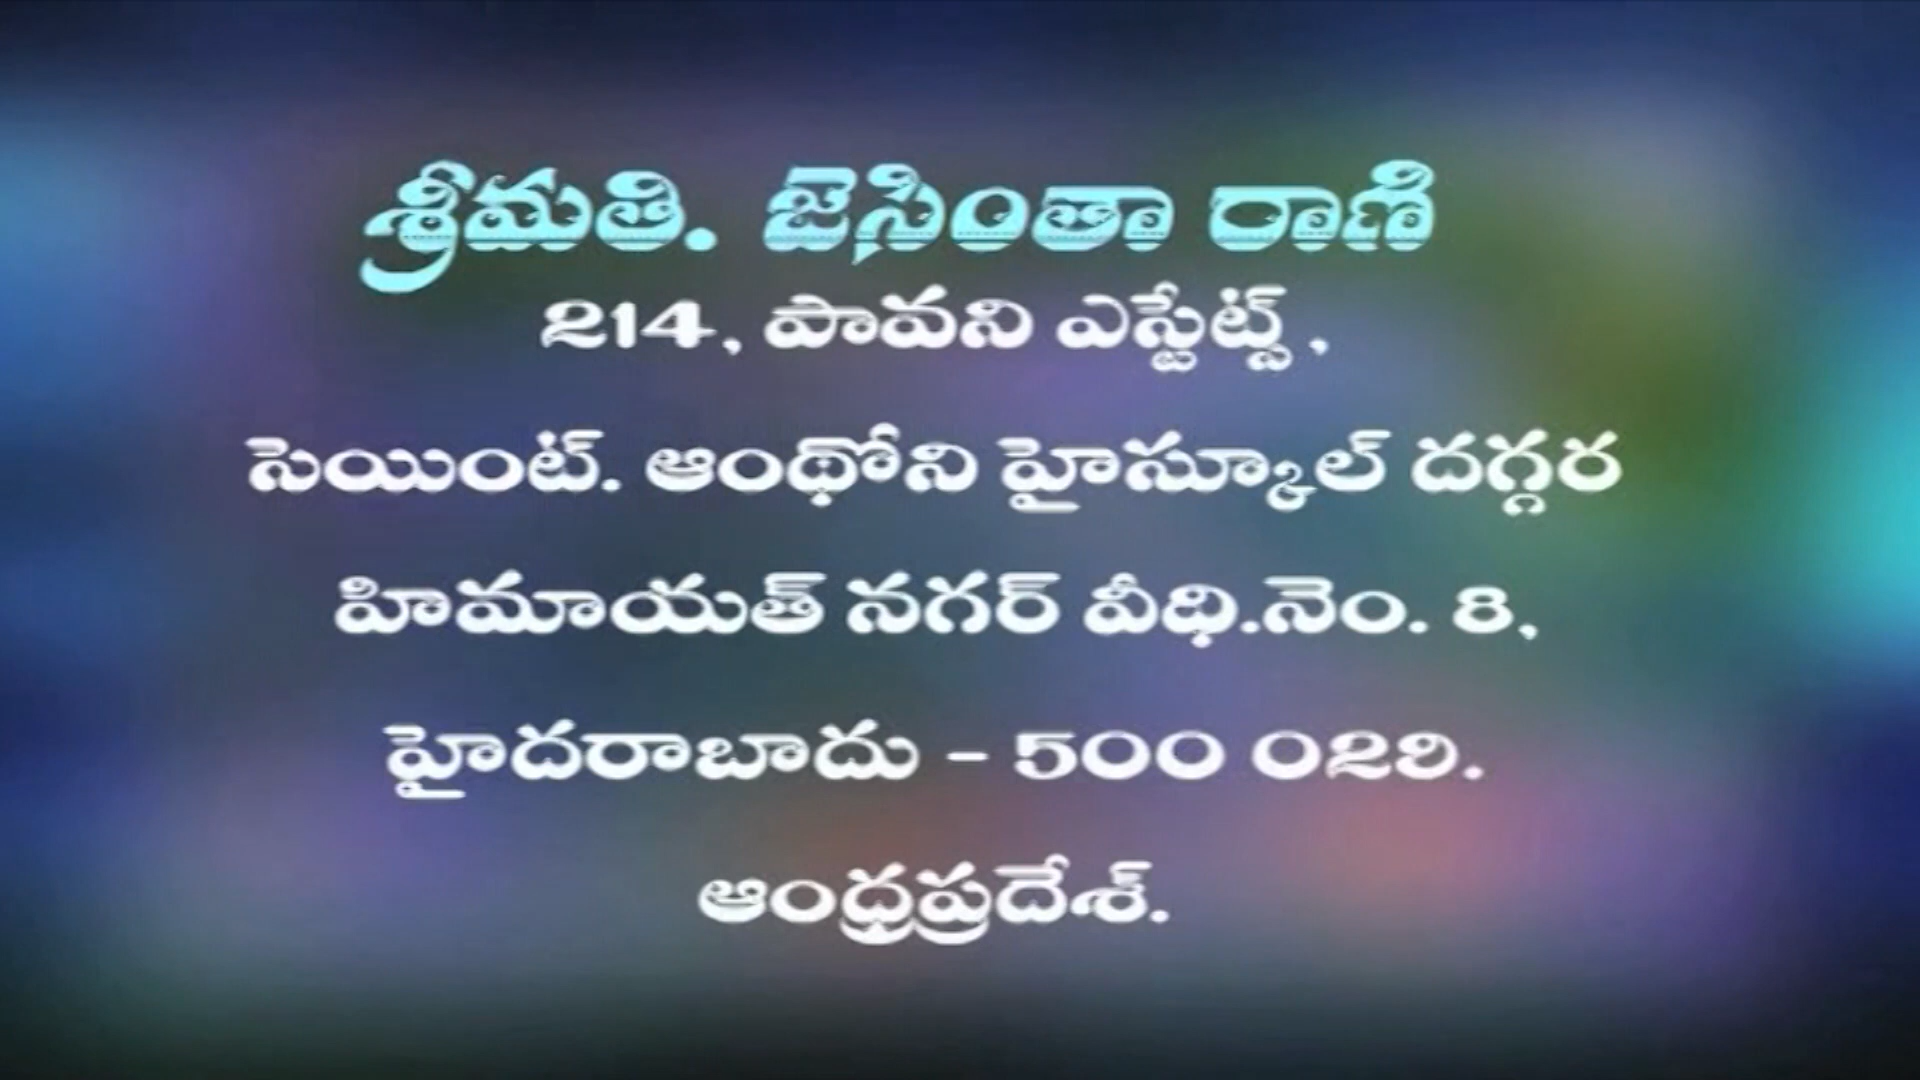 శ్రీమతి. జెసింతా రాణి
214, పావని ఎస్టేట్స్ ,
సెయింట్. ఆంథోని హైస్కూల్ దగ్గర
హిమాయత్ నగర్ వీధి.నెం. 8,
హైదరాబాదు - 500 029.
ఆంధ్రప్రదేశ్.